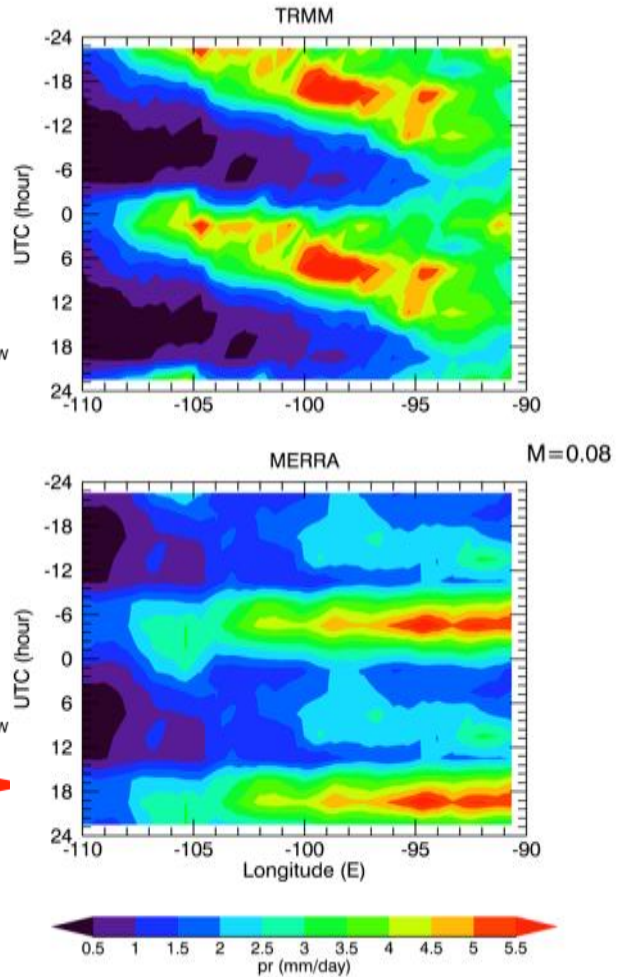 TRMM
-24
-18
-12
-6
0
6
12
18
24
UTC (hour)
-110 -105 -100 -95 -90
w
MERRA
M=0.08
-24
-18
-12
-6
0
6
12
18
24
UTC (hour)
w
-110 -105 -100 -95 -90
Longitude (E)
0.5 1 1.5 2 2.5 3 3.5 4 4.5 5 5.5
pr (mm/day)